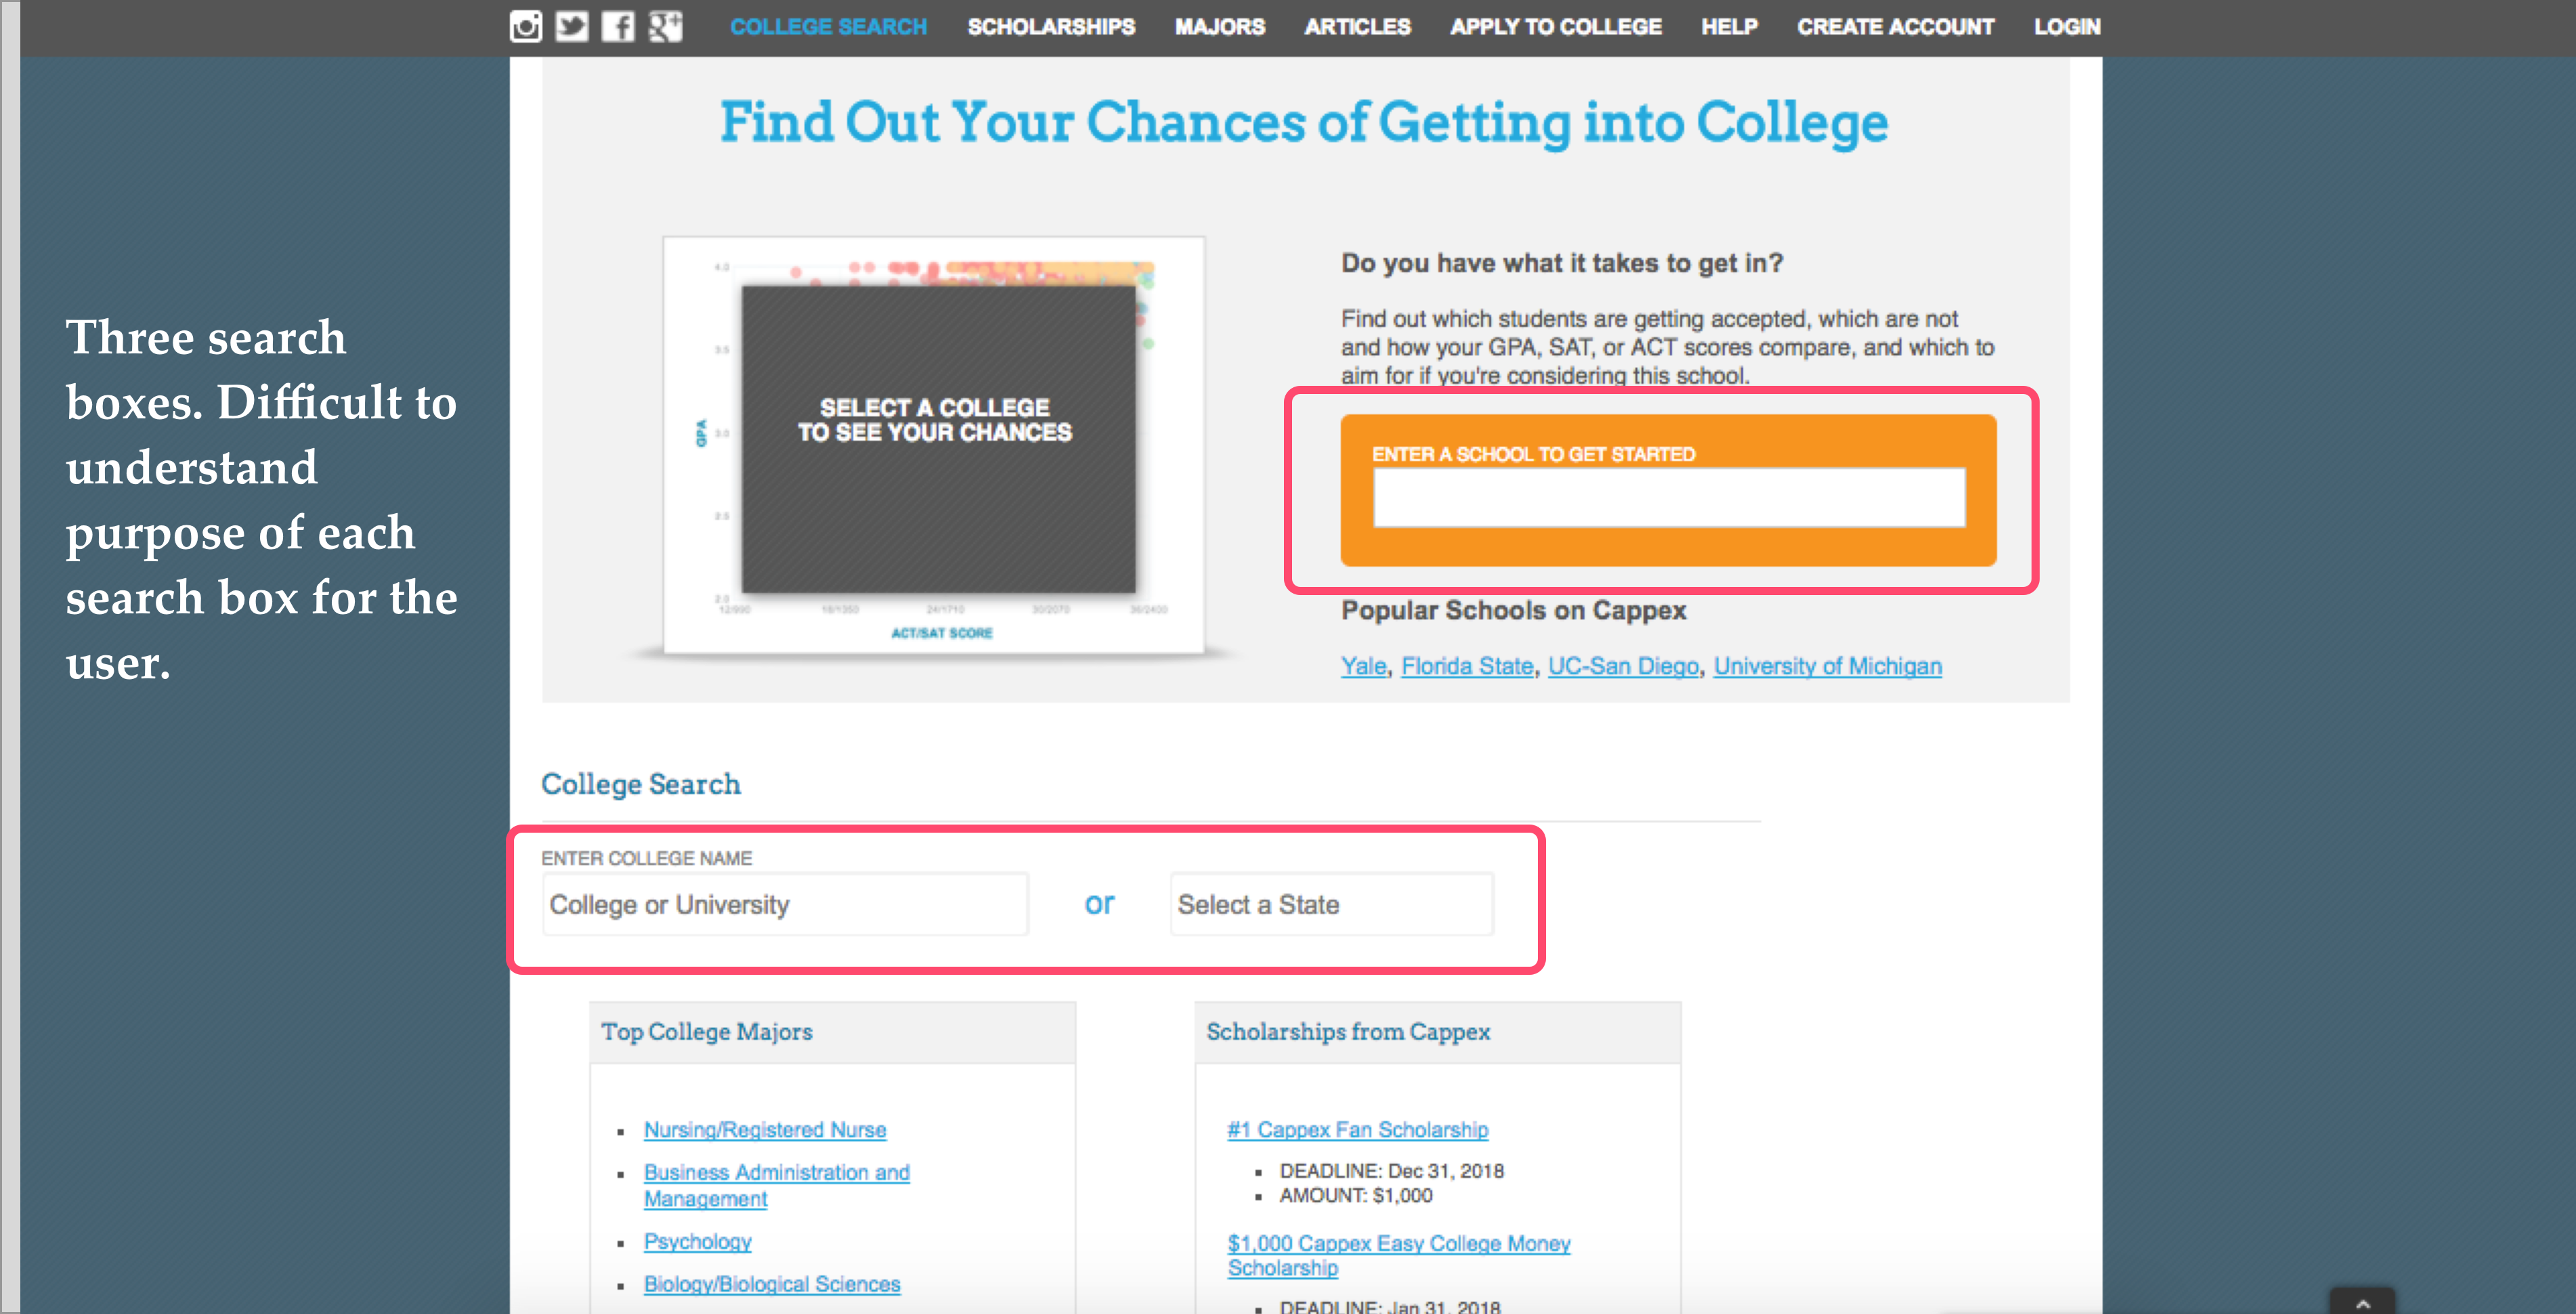 COLLEGE SEARCH SCHOLARSHIPS MAJORS ARTICLES APPLY TO COLLEGE HELP CREATE ACCOUNT LOGIN
Find Out Your Chances of Getting into College
Three search
boxes. Difficult to
understand
purpose of each
search box for the
user.
4.0
3.5
3.0
2.5
2.0
GPA
SELECT A COLLEGE
TO SEE YOUR CHANCES
12/990 18/1350 24/1710 30/2070 36/2400
ACT/SAT SCORE
Do you have what it takes to get in?
Find out which students are getting accepted, which are not
and how your GPA, SAT, or ACT scores compare, and which to
aim for if you're considering this school.
ENTER A SCHOOL TO GET STARTED
Popular Schools on Cappex
Yale, Florida State, UC-San Diego, University of Michigan
College Search
ENTER COLLEGE NAME
College or University or Select a State
Top College Majors
Nursing/Registered Nurse
Business Administration and
Management
Psychology
Biology/Biological Sciences
Scholarships from Cappex
#1 Cappex Fan Scholarship
DEADLINE: Dec 31, 2018
AMOUNT: $1,000
$1,000 Cappex Easy College Money
Scholarship
DEADLINE: Jan 31, 2018